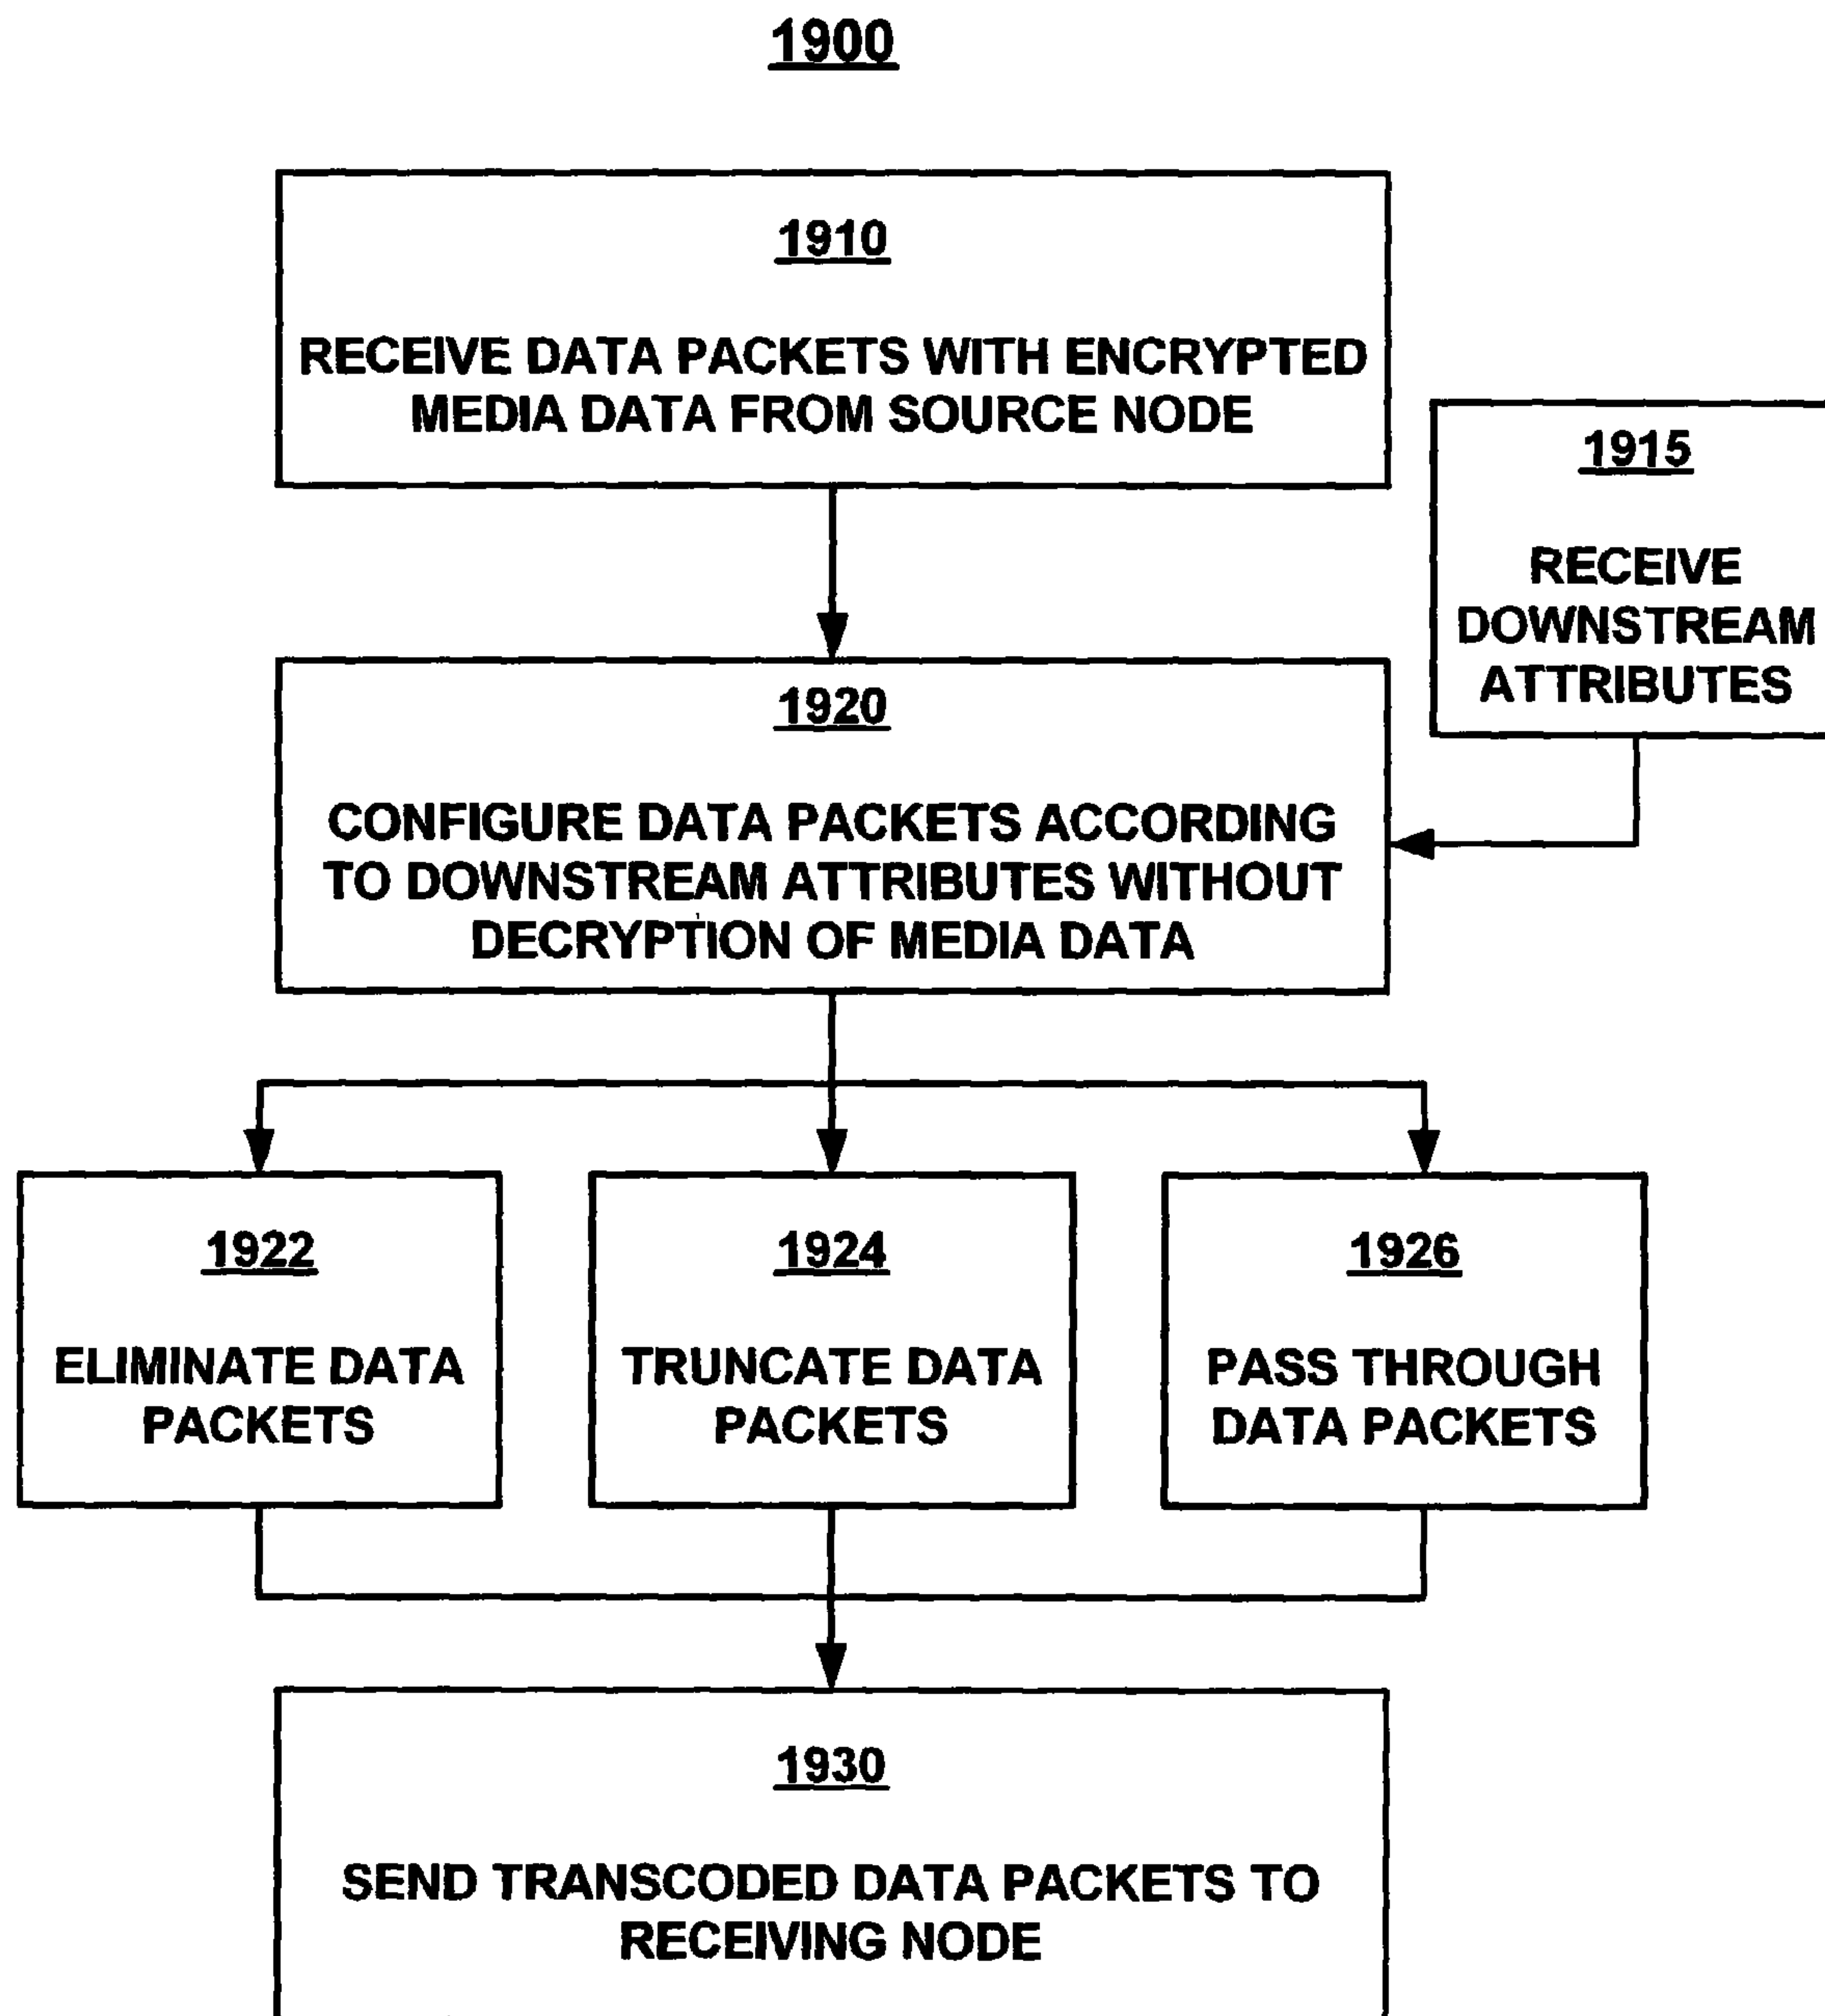 1900
1910
RECEIVE DATA PACKETS WITH ENCRYPTED
MEDIA DATA FROM SOURCE NODE
1915
RECEIVE
DOWNSTREAM
ATTRIBUTES
1920
CONFIGURE DATA PACKETS ACCORDING
TO DOWNSTREAM ATTRIBUTES WITHOUT
DECRYPTION OF MEDIA DATA
1922
ELIMINATE DATA
PACKETS
1924
TRUNCATE DATA
PACKETS
1926
PASS THROUGH
DATA PACKETS
1930
SEND TRANSCODED DATA PACKETS TO
RECEIVING NODE